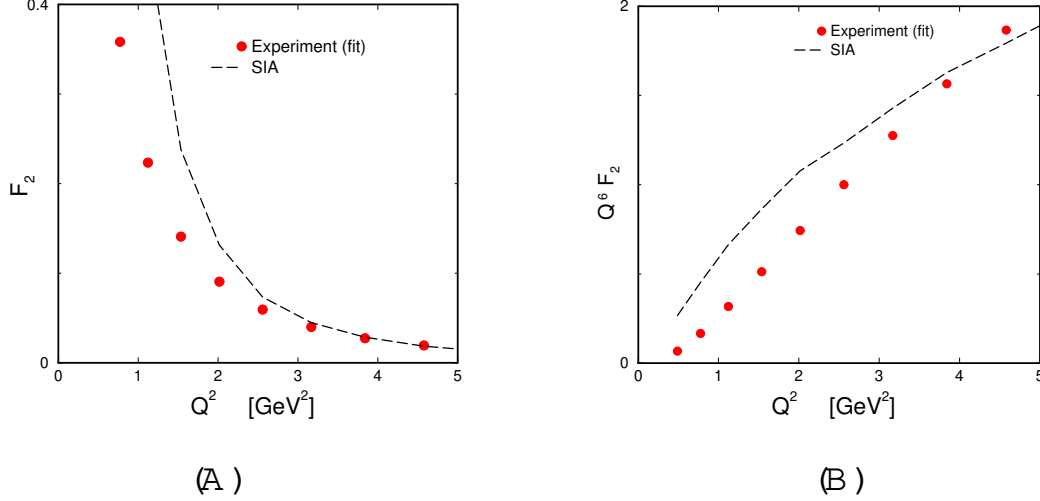 0.4
Experiment (fit)
SIA
F₂
0
0 1 2 3 4 5
Q² [GeV²]
(A)
2
Experiment (fit)
SIA
Q⁶ F₂
0
0 1 2 3 4 5
Q² [GeV²]
(B)